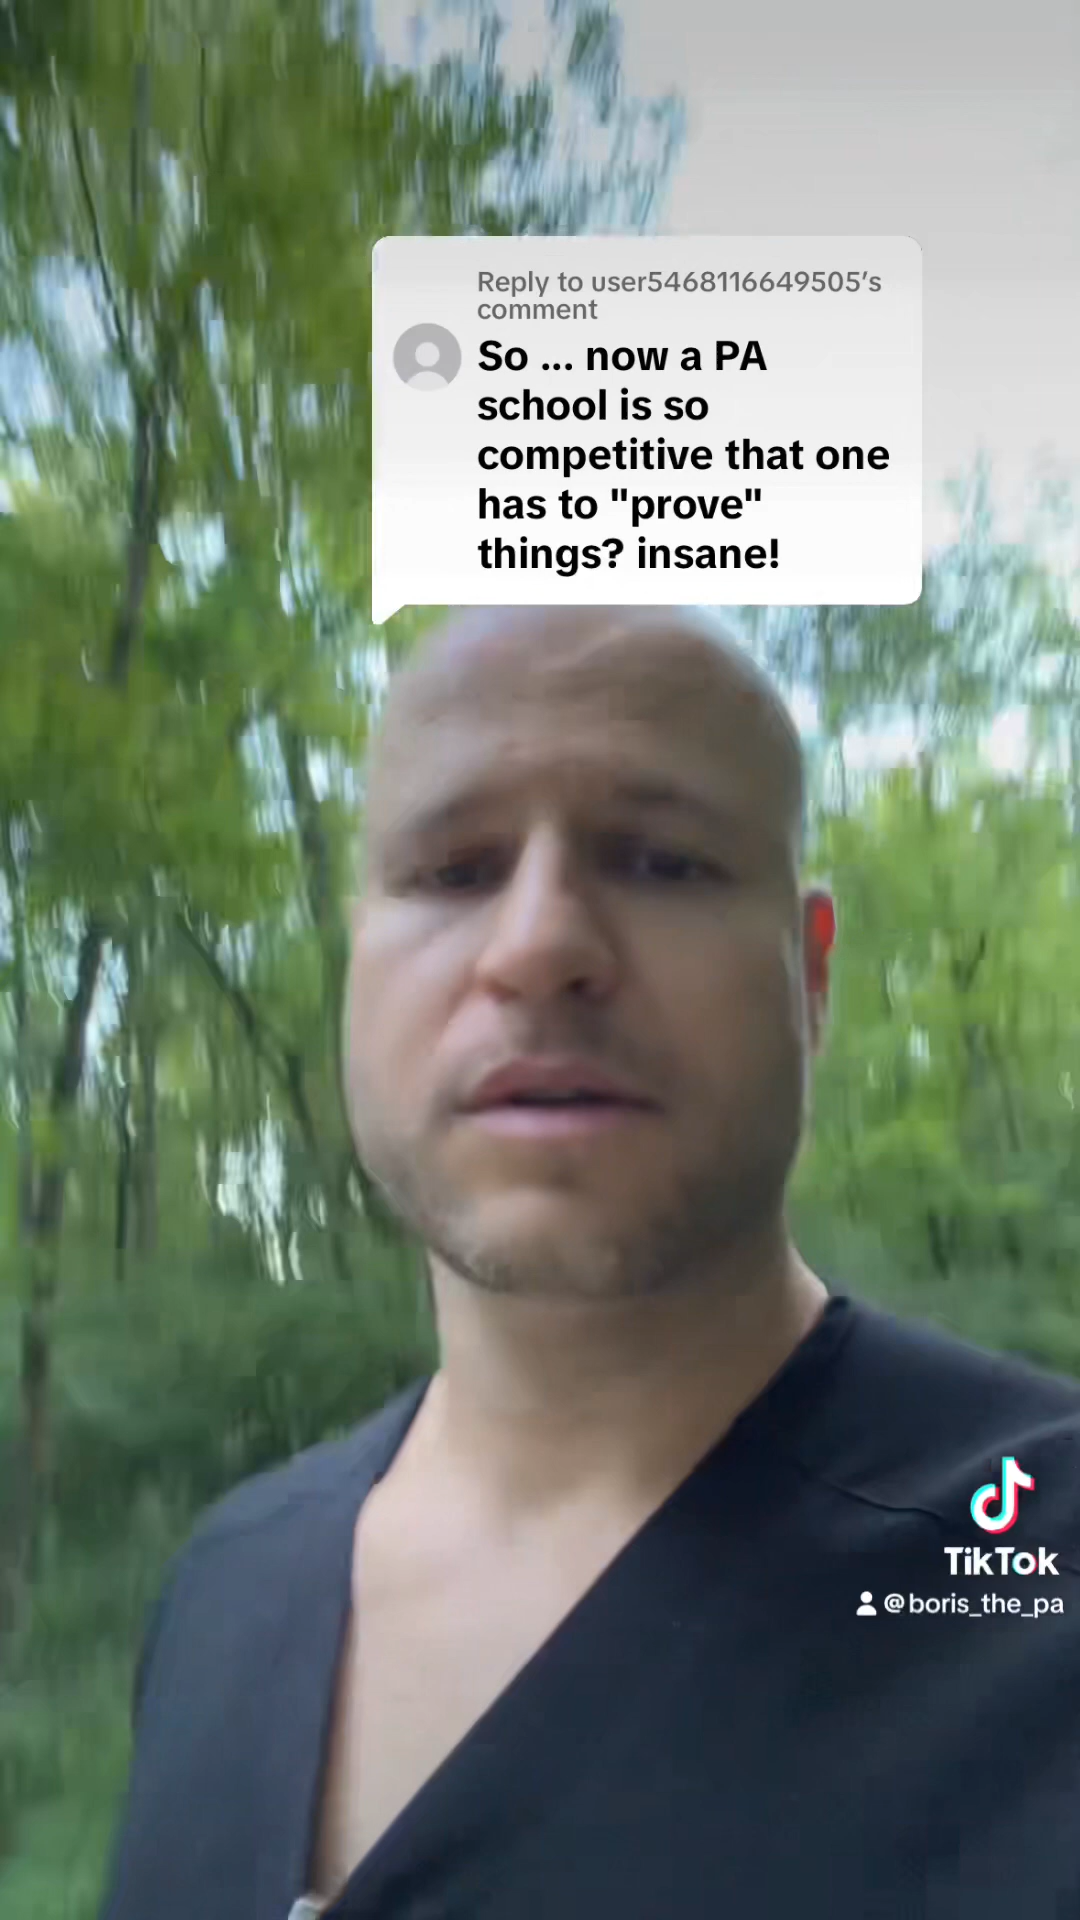 Reply to user5468116649505's
comment
So ... now a PA
school is so
competitive that one
has to "prove"
things? insane!
TikTok
@boris_the_pa